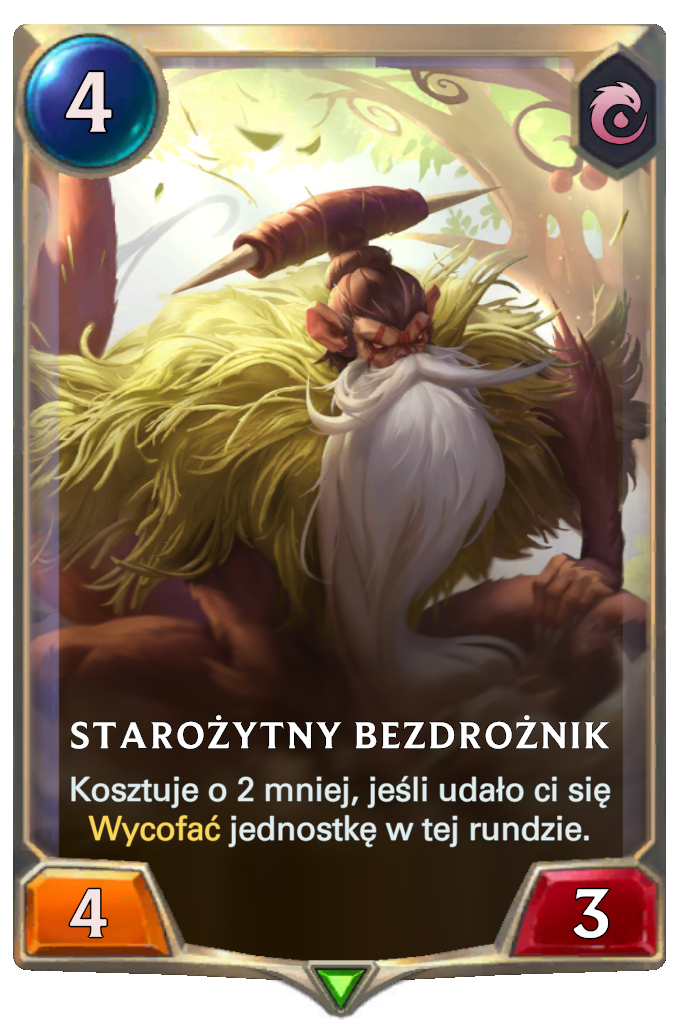 4
STAROŻYTNY BEZDROŻNIK
Kosztuje o 2 mniej, jeśli udało ci się
Wycofać jednostkę w tej rundzie.
4
3